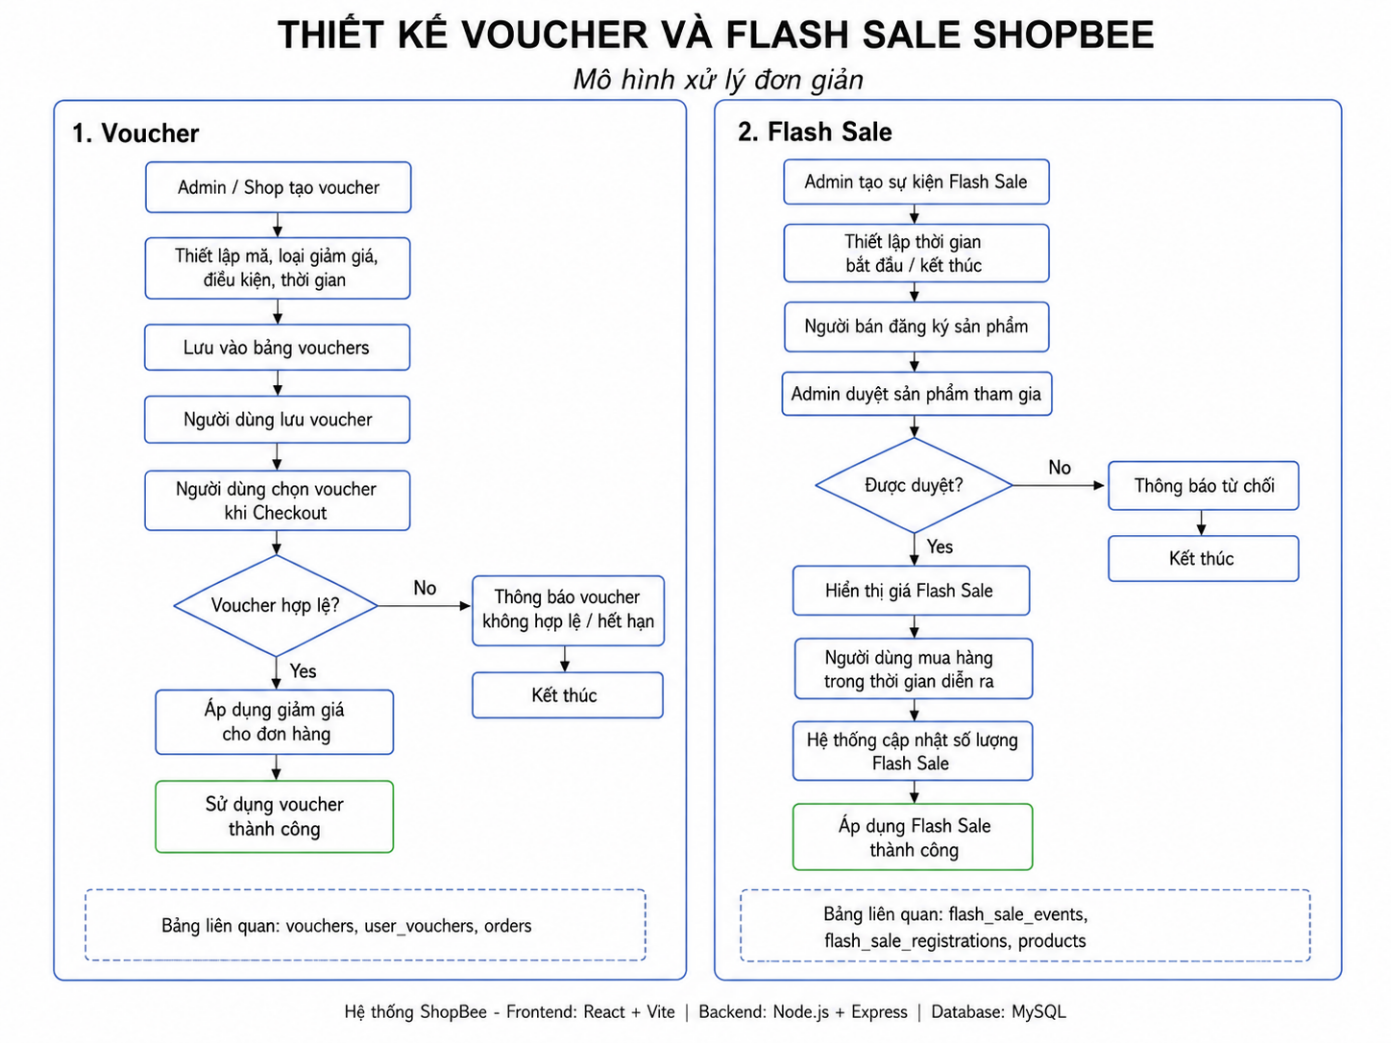 THIẾT KẾ VOUCHER VÀ FLASH SALE SHOPBEE
Mô hình xử lý đơn giản
1. Voucher
Admin / Shop tạo voucher
Thiết lập mã, loại giảm giá,
điều kiện, thời gian
Lưu vào bảng vouchers
Người dùng lưu voucher
Người dùng chọn voucher
khi Checkout
Voucher hợp lệ?
No
Thông báo voucher
không hợp lệ / hết hạn
Kết thúc
Yes
Áp dụng giảm giá
cho đơn hàng
Sử dụng voucher
thành công
Bảng liên quan: vouchers, user_vouchers, orders
2. Flash Sale
Admin tạo sự kiện Flash Sale
Thiết lập thời gian
bắt đầu / kết thúc
Người bán đăng ký sản phẩm
Admin duyệt sản phẩm tham gia
Được duyệt?
No
Thông báo từ chối
Kết thúc
Yes
Hiển thị giá Flash Sale
Người dùng mua hàng
trong thời gian diễn ra
Hệ thống cập nhật số lượng
Flash Sale
Áp dụng Flash Sale
thành công
Bảng liên quan: flash_sale_events,
flash_sale_registrations, products
Hệ thống ShopBee - Frontend: React + Vite | Backend: Node.js + Express | Database: MySQL